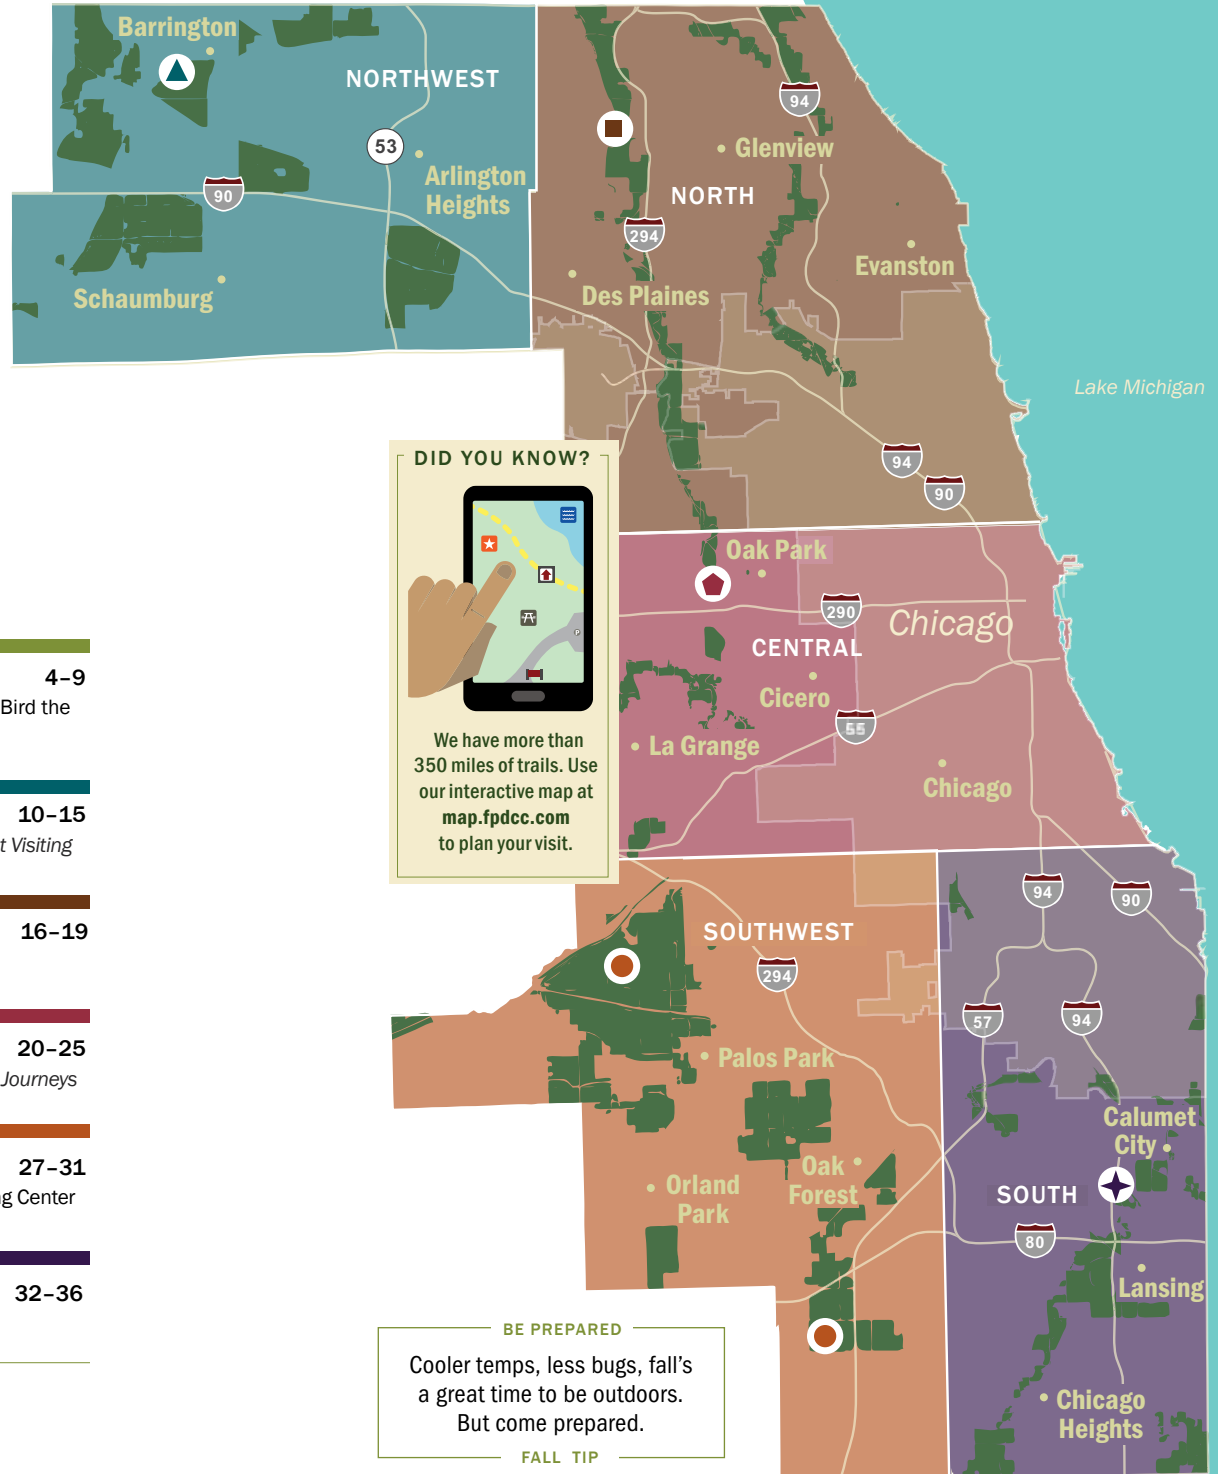 Barrington
NORTHWEST
53
Arlington
Heights
90
Schaumburg
94
Glenview
NORTH
294
Evanston
Des Plaines
Lake Michigan
94
90
DID YOU KNOW?
P
We have more than
350 miles of trails. Use
our interactive map at
map.fpdcc.com
to plan your visit.
Oak Park
290
Chicago
CENTRAL
Cicero
55
La Grange
Chicago
4–9
Bird the
10–15
t Visiting
16–19
20–25
Journeys
27–31
g Center
32–36
94
90
SOUTHWEST
294
57
94
Palos Park
Calumet
City
Oak
Forest
Orland
Park
SOUTH
80
Lansing
Chicago
Heights
BE PREPARED
Cooler temps, less bugs, fall’s
a great time to be outdoors.
But come prepared.
FALL TIP